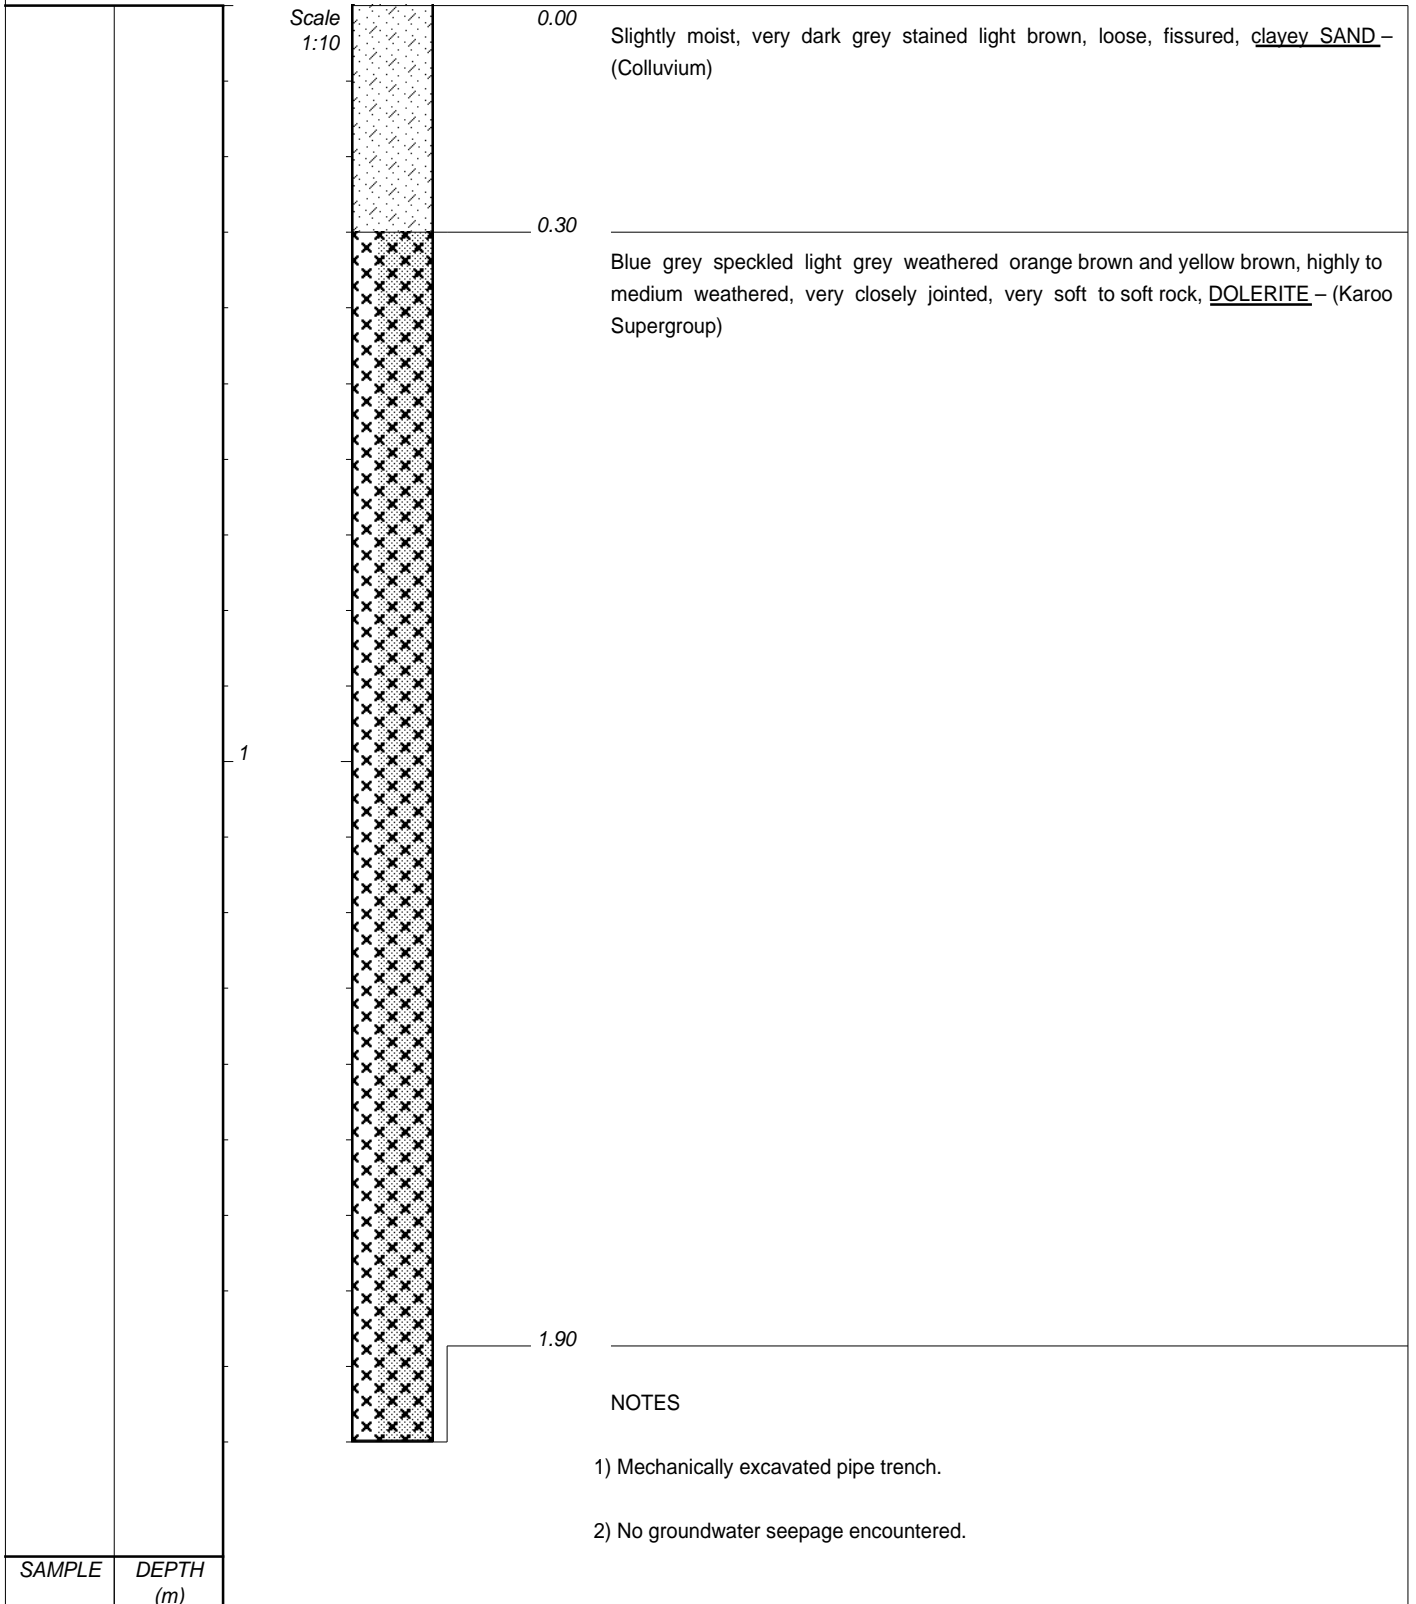 Scale
1:10
0.00
Slightly moist, very dark grey stained light brown, loose, fissured, clayey SAND –
(Colluvium)
0.30
Blue grey speckled light grey weathered orange brown and yellow brown, highly to
medium weathered, very closely jointed, very soft to soft rock, DOLERITE – (Karoo
Supergroup)
1
1.90
NOTES
1) Mechanically excavated pipe trench.
2) No groundwater seepage encountered.
SAMPLE DEPTH
(m)